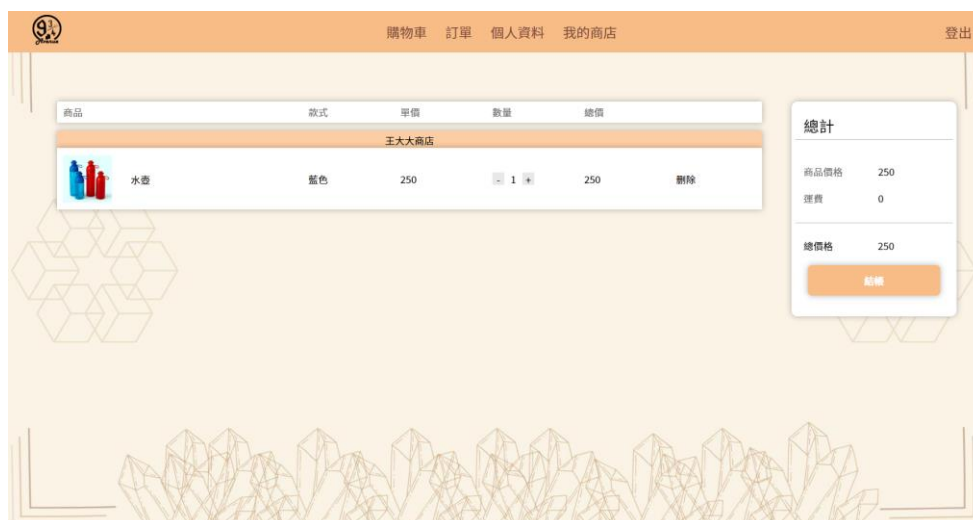 購物車 訂單 個人資料 我的商店 登出
商品 款式 單價 數量 總價
王大大商店
水壺 藍色 250 - 1 + 250 刪除
總計
商品價格 250
運費 0
總價格 250
結帳